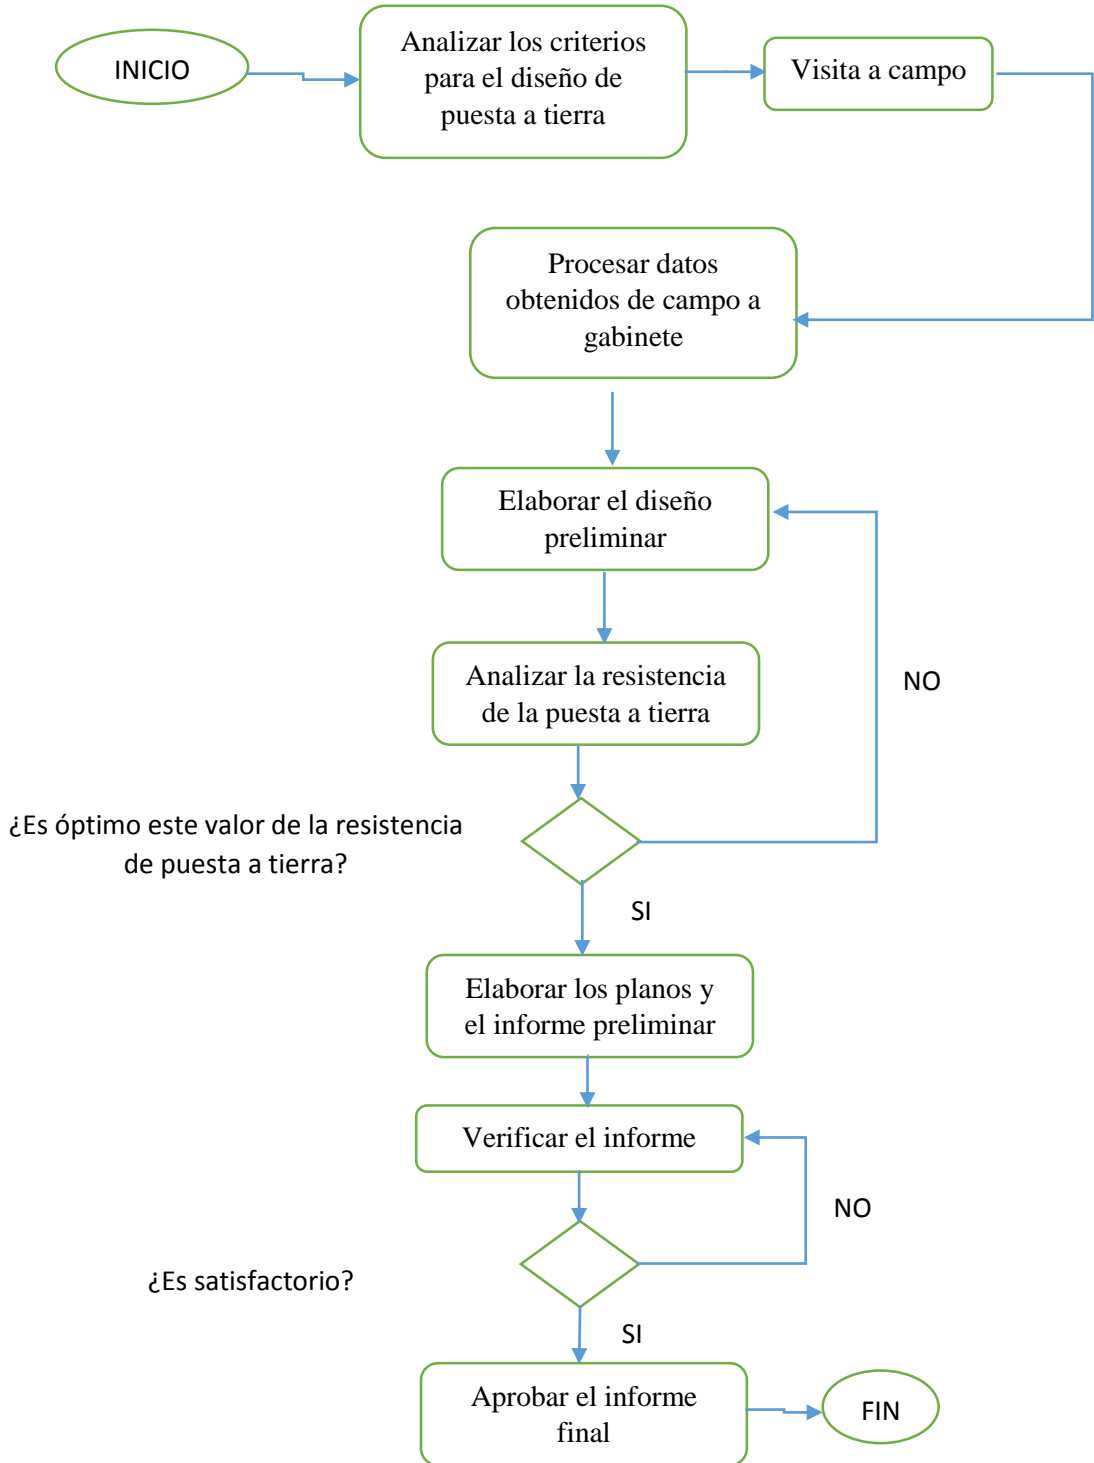 INICIO
Analizar los criterios
para el diseño de
puesta a tierra
Visita a campo
Procesar datos
obtenidos de campo a
gabinete
Elaborar el diseño
preliminar
Analizar la resistencia
de la puesta a tierra
NO
¿Es óptimo este valor de la resistencia
de puesta a tierra?
SI
Elaborar los planos y
el informe preliminar
Verificar el informe
NO
¿Es satisfactorio?
SI
Aprobar el informe
final
FIN